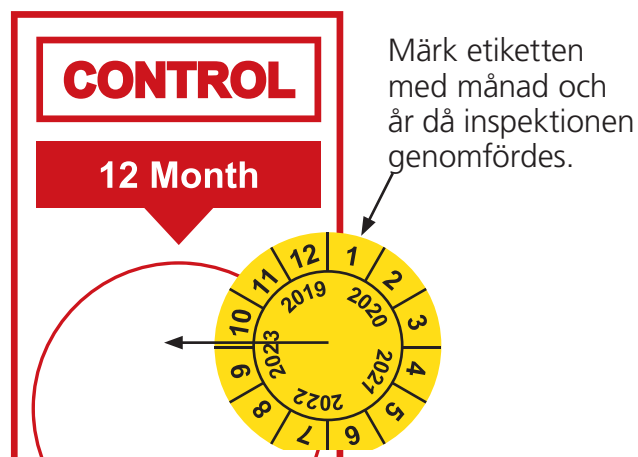 CONTROL
12 Month
Märk etiketten
med månad och
år då inspektionen
genomfördes.
1
2
3
4
5
6
7
8
9
10
11
12
2019
2020
2021
2022
2023